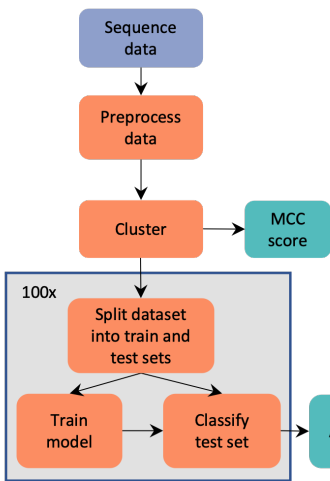 Sequence
data
Preprocess
data
Cluster
MCC
score
100x
Split dataset
into train and
test sets
Train
model
Classify
test set